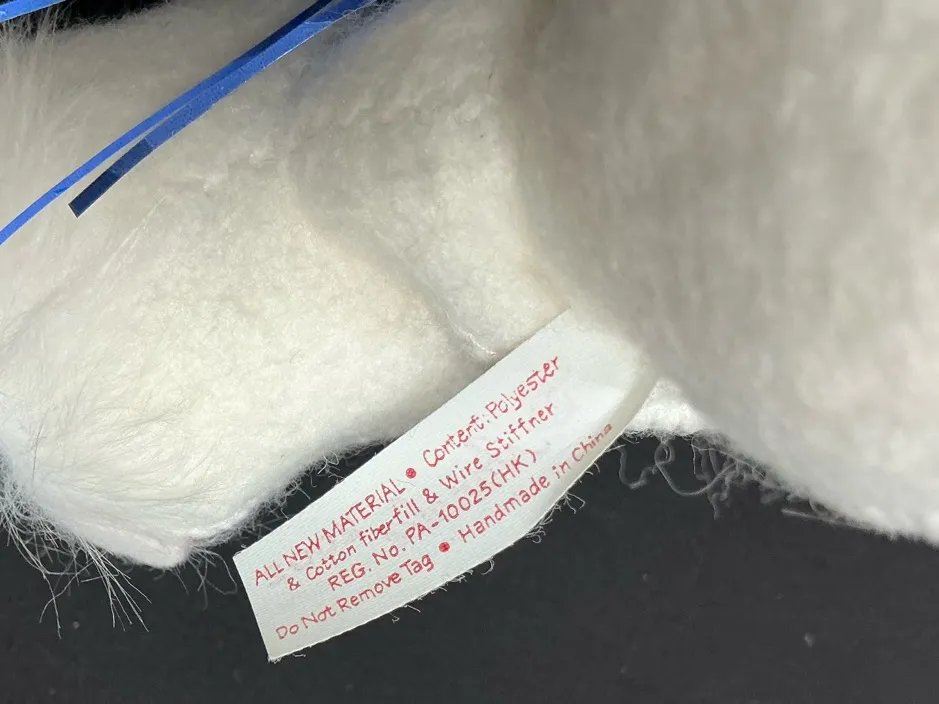 ALL NEW MATERIAL • Content: Polyester
& Cotton fiberfill & Wire Stiffner
REG. No. PA-10025(HK)
Do Not Remove Tag • Handmade in China